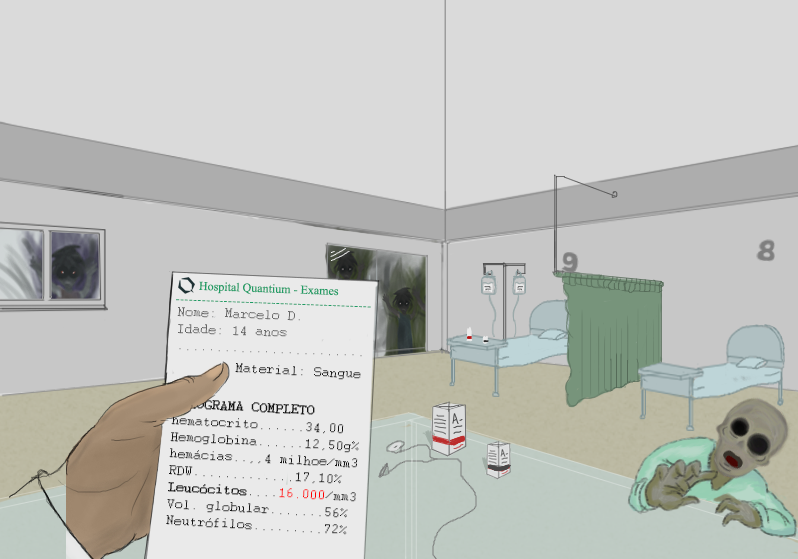 Hospital Quantium - Exames
Nome: Marcelo D.
Idade: 14 anos
Material: Sangue
OGRAMA COMPLETO
hematocrito......34,00
Hemoglobina......12,50g%
hemácias....4 milhoe/mm3
RDW.............17,10%
Leucócitos....16.000/mm3
Vol. globular.......56%
Neutrófilos.........72%
9
8
A-
A-